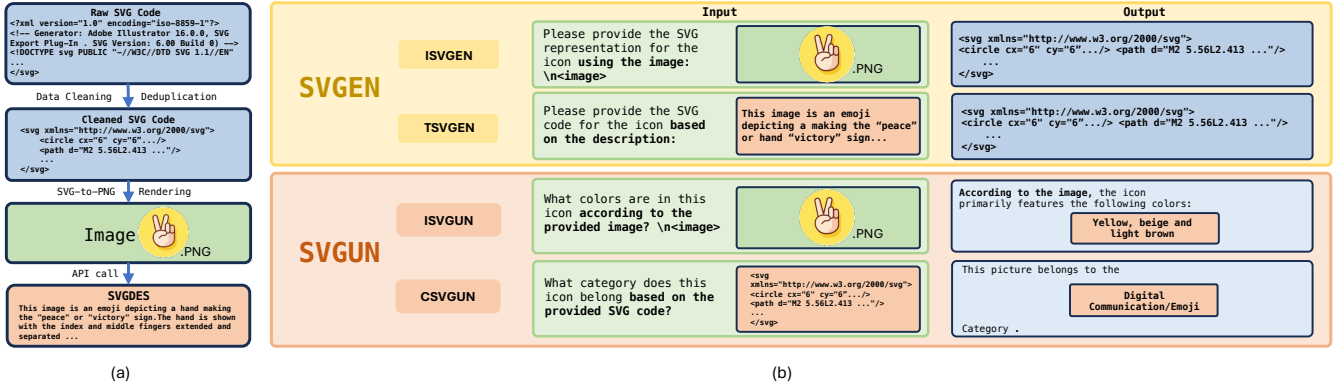 Raw SVG Code
<?xml version="1.0" encoding="iso-8859-1"?>
<!-- Generator: Adobe Illustrator 16.0.0, SVG
Export Plug-In . SVG Version: 6.00 Build 0) -->
<!DOCTYPE svg PUBLIC "-//W3C//DTD SVG 1.1//EN"
...
</svg>
Data Cleaning Deduplication
Cleaned SVG Code
<svg xmlns="http://www.w3.org/2000/svg">
<circle cx="6" cy="6”.../>
<path d="M2 5.56L2.413 ..."/>
...
</svg>
SVG-to-PNG Rendering
Image
.PNG
API call
SVGDES
This image is an emoji depicting a hand making
the "peace" or "victory" sign.The hand is shown
with the index and middle fingers extended and
separated ...
(a)
Input
Output
SVGEN
ISVGEN
Please provide the SVG
representation for the
icon using the image:
\n<image>
.PNG
<svg xmlns="http://www.w3.org/2000/svg">
<circle cx="6" cy="6”.../> <path d="M2 5.56L2.413 ..."/>
...
</svg>
TSVGEN
Please provide the SVG
code for the icon based
on the description:
This image is an emoji
depicting a making the “peace”
or hand “victory” sign...
<svg xmlns="http://www.w3.org/2000/svg">
<circle cx="6" cy="6”.../> <path d="M2 5.56L2.413 ..."/>
...
</svg>
SVGUN
ISVGUN
What colors are in this
icon according to the
provided image? \n<image>
.PNG
According to the image, the icon
primarily features the following colors:
Yellow, beige and
light brown
CSVGUN
What category does this
icon belong based on the
provided SVG code?
<svg
xmlns="http://www.w3.org/2000/svg">
<circle cx="6" cy="6”.../>
<path d="M2 5.56L2.413 ..."/>
...
</svg>
This picture belongs to the
Digital
Communication/Emoji
Category .
(b)